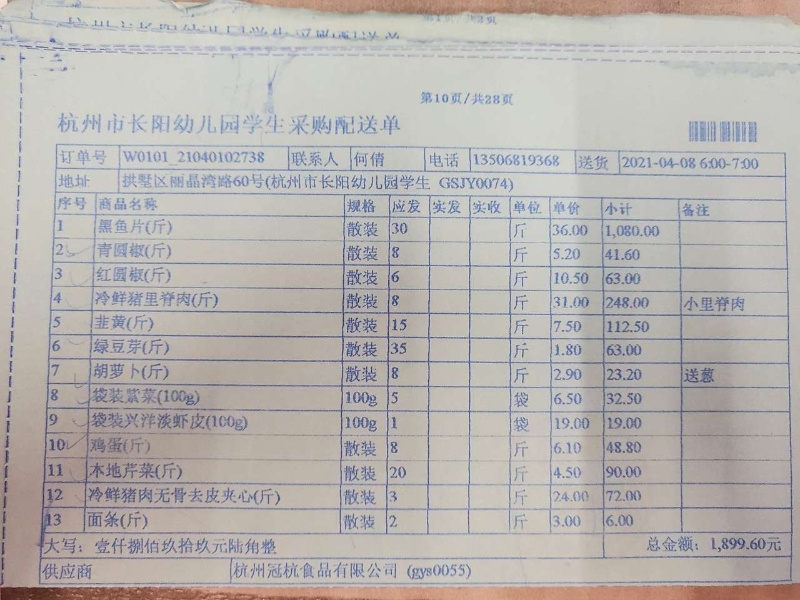 第10页/共28页
杭州市长阳幼儿园学生采购配送单
订单号 W0101_21040102738 联系人 何倩 电话 13506819368 送货 2021-04-08 6:00-7:00
地址 拱墅区丽晶湾路60号(杭州市长阳幼儿园学生 GSJY0074)
序号 商品名称 规格 应发 实发 实收 单位 单价 小计 备注
1 黑鱼片(斤) 散装 30 斤 36.00 1,080.00
2 青圆椒(斤) 散装 8 斤 5.20 41.60
3 红圆椒(斤) 散装 6 斤 10.50 63.00
4 冷鲜猪里脊肉(斤) 散装 8 斤 31.00 248.00 小里脊肉
5 韭黄(斤) 散装 15 斤 7.50 112.50
6 绿豆芽(斤) 散装 35 斤 1.80 63.00
7 胡萝卜(斤) 散装 8 斤 2.90 23.20 送葱
8 袋装紫菜(100g) 100g 5 袋 6.50 32.50
9 袋装兴洋淡虾皮(100g) 100g 1 袋 19.00 19.00
10 鸡蛋(斤) 散装 8 斤 6.10 48.80
11 本地芹菜(斤) 散装 20 斤 4.50 90.00
12 冷鲜猪肉无骨去皮夹心(斤) 散装 3 斤 24.00 72.00
13 面条(斤) 散装 2 斤 3.00 6.00
大写：壹仟捌佰玖拾玖元陆角整 总金额：1,899.60元
供应商 杭州冠杭食品有限公司 (gys0055)